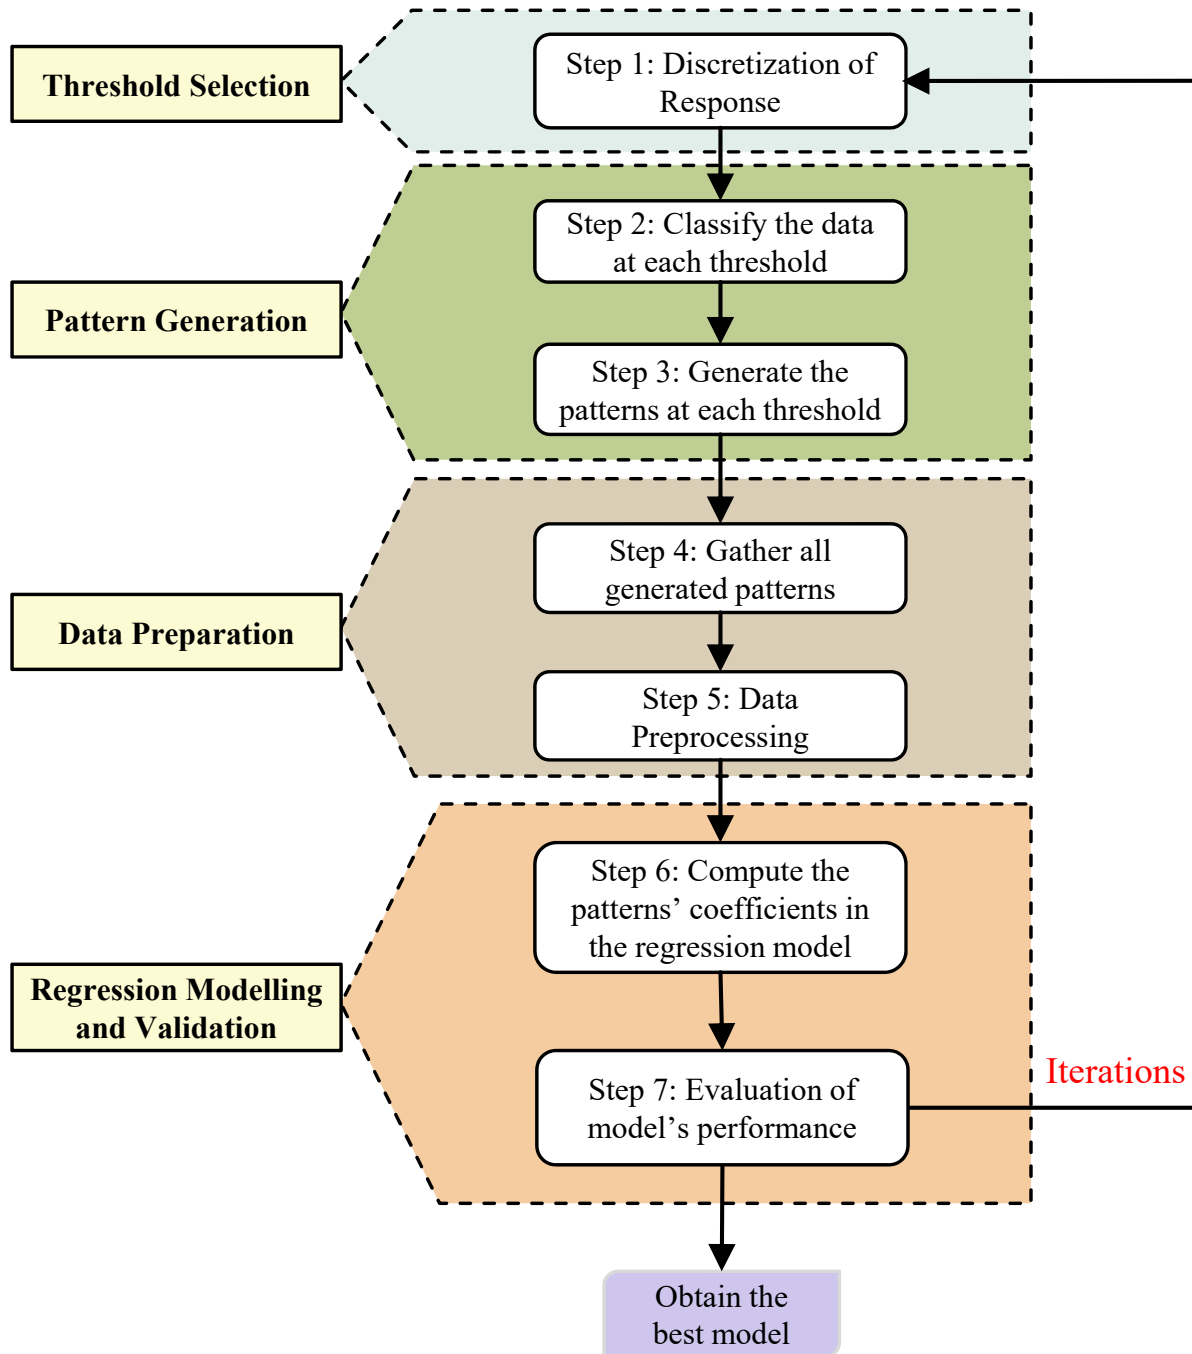 Threshold Selection
Step 1: Discretization of
Response
Step 2: Classify the data
at each threshold
Pattern Generation
Step 3: Generate the
patterns at each threshold
Step 4: Gather all
generated patterns
Data Preparation
Step 5: Data
Preprocessing
Step 6: Compute the
patterns’ coefficients in
the regression model
Regression Modelling
and Validation
Step 7: Evaluation of
model’s performance
Iterations
Obtain the
best model